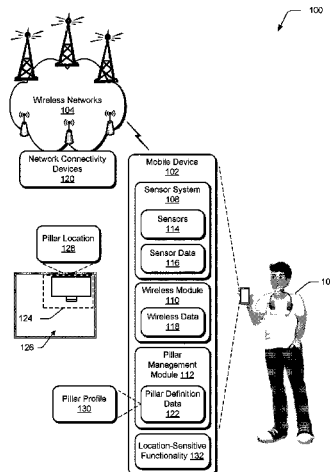 100
Wireless Networks
104
Network Connectivity
Devices
120
Mobile Device
102
Sensor System
108
Sensors
114
Sensor Data
116
Pillar Location
128
124
126
Wireless Module
110
Wireless Data
118
10
Pillar
Management
Module 112
Pillar Definition
Data
122
Pillar Profile
130
Location-Sensitive
Functionality 132